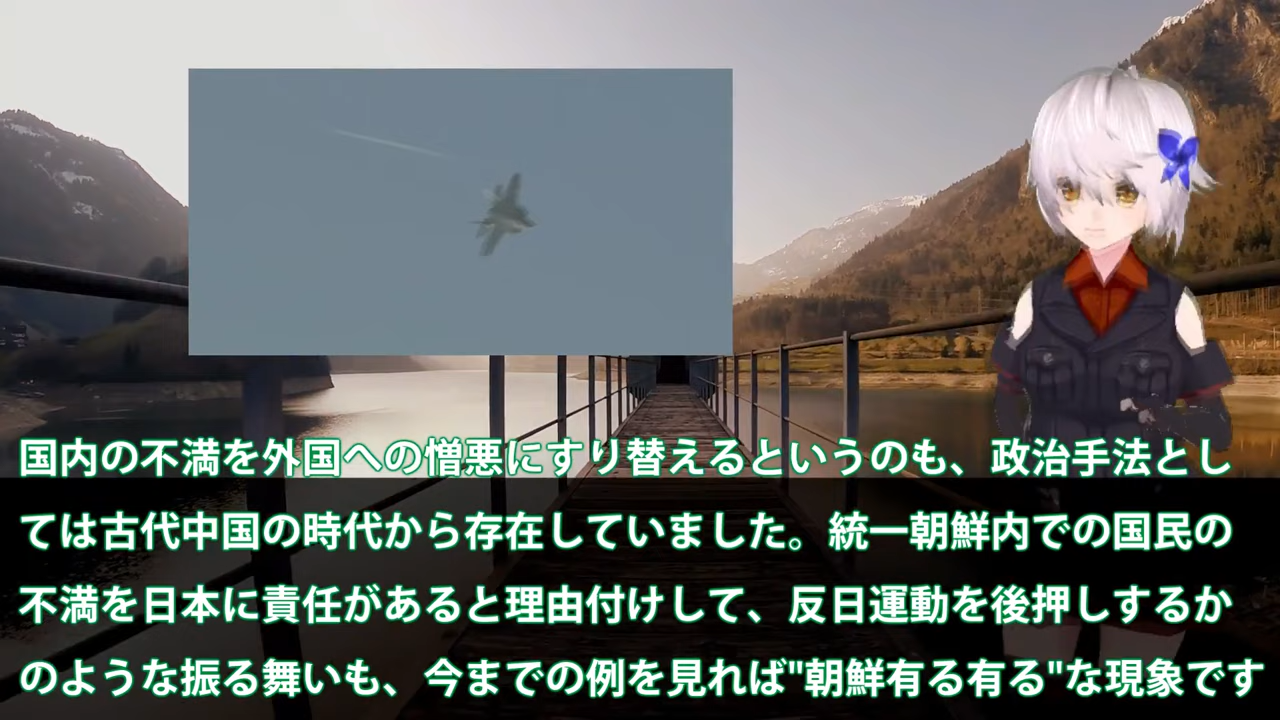 国内の不満を外国への憎悪にすり替えるというのも、政治手法とし
ては古代中国の時代から存在していました。統一朝鮮内での国民の
不満を日本に責任があると理由付けして、反日運動を後押しするか
のような振る舞いも、今までの例を見れば"朝鮮有る有る"な現象です